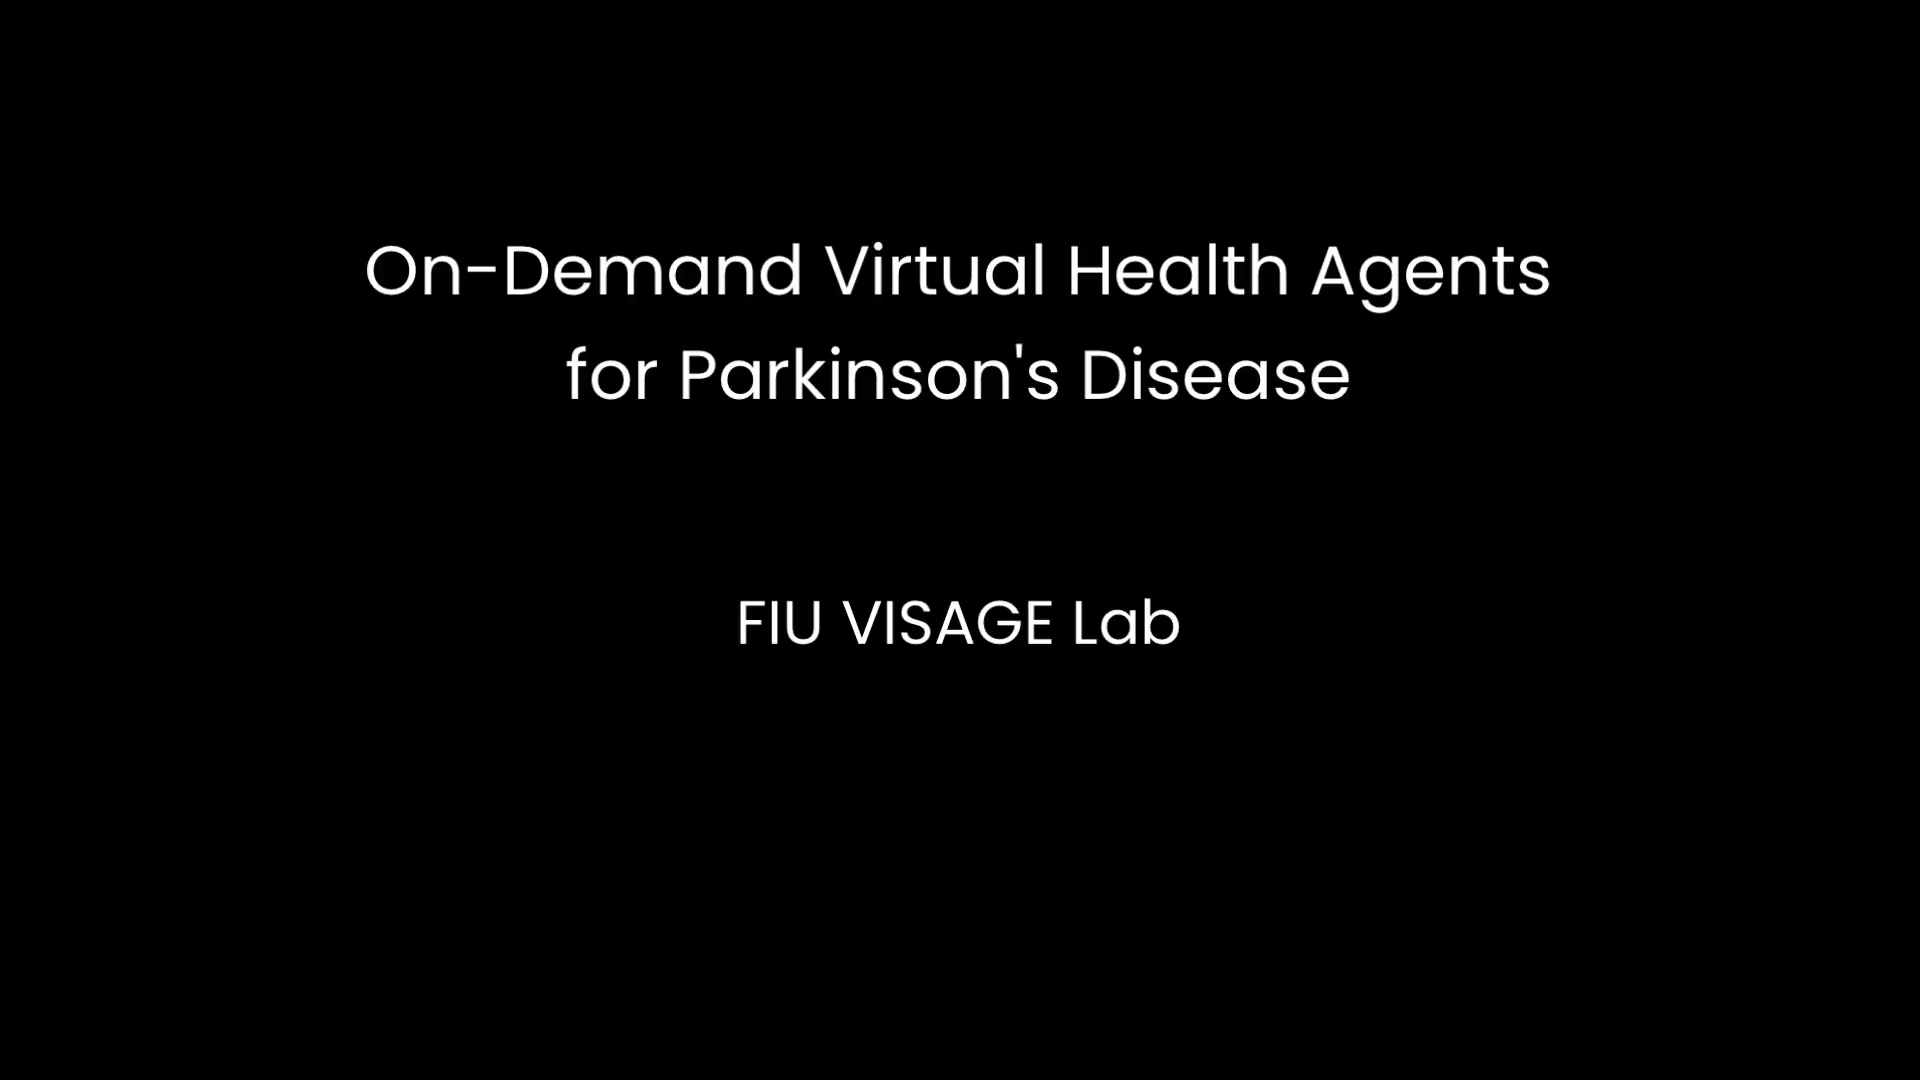 On-Demand Virtual Health Agents
for Parkinson's Disease
FIU VISAGE Lab